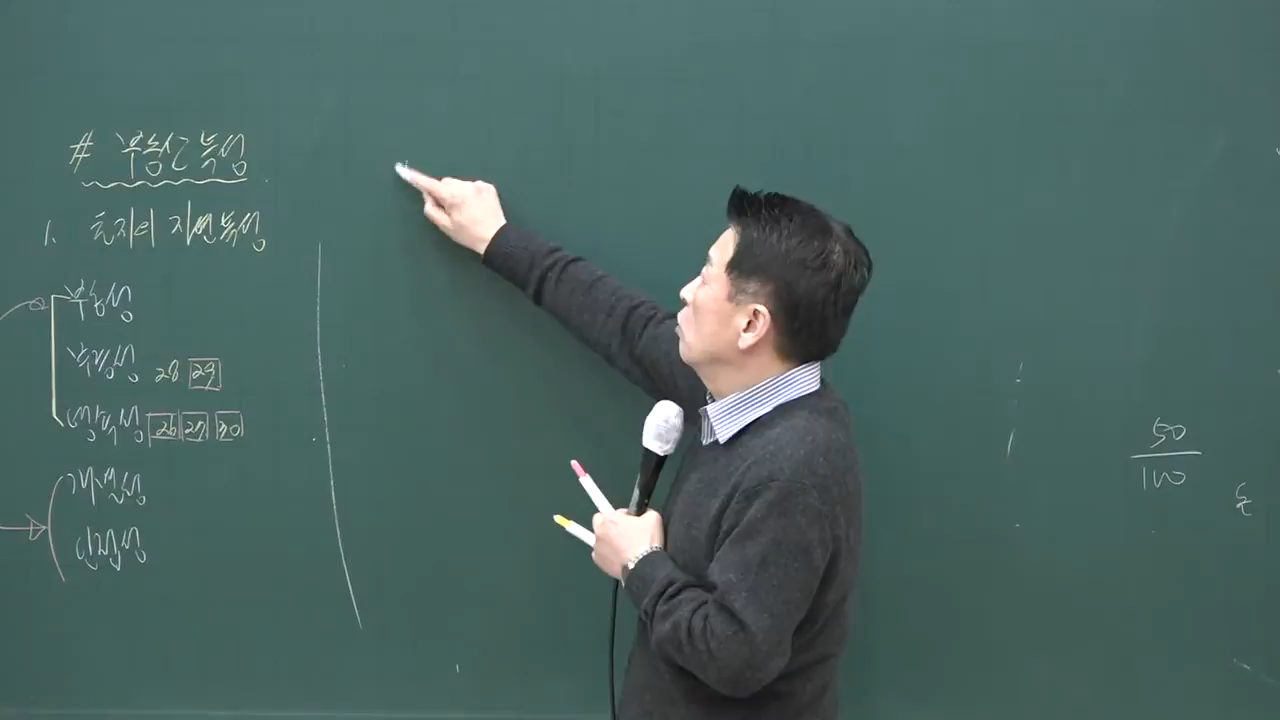 # 부동산 특성
1. 토지의 자연특성
부동성
부증성 28 29
영속성 26 27 30
개별성
인접성
50
100